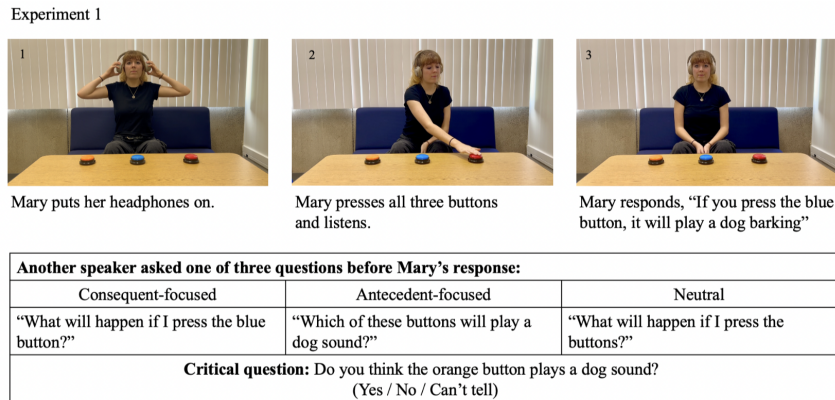 Experiment 1
1
2
3
Mary puts her headphones on.
Mary presses all three buttons
and listens.
Mary responds, “If you press the blue
button, it will play a dog barking”
Another speaker asked one of three questions before Mary’s response:
Consequent-focused
Antecedent-focused
Neutral
“What will happen if I press the blue
button?”
“Which of these buttons will play a
dog sound?”
“What will happen if I press the
buttons?”
Critical question: Do you think the orange button plays a dog sound?
(Yes / No / Can’t tell)